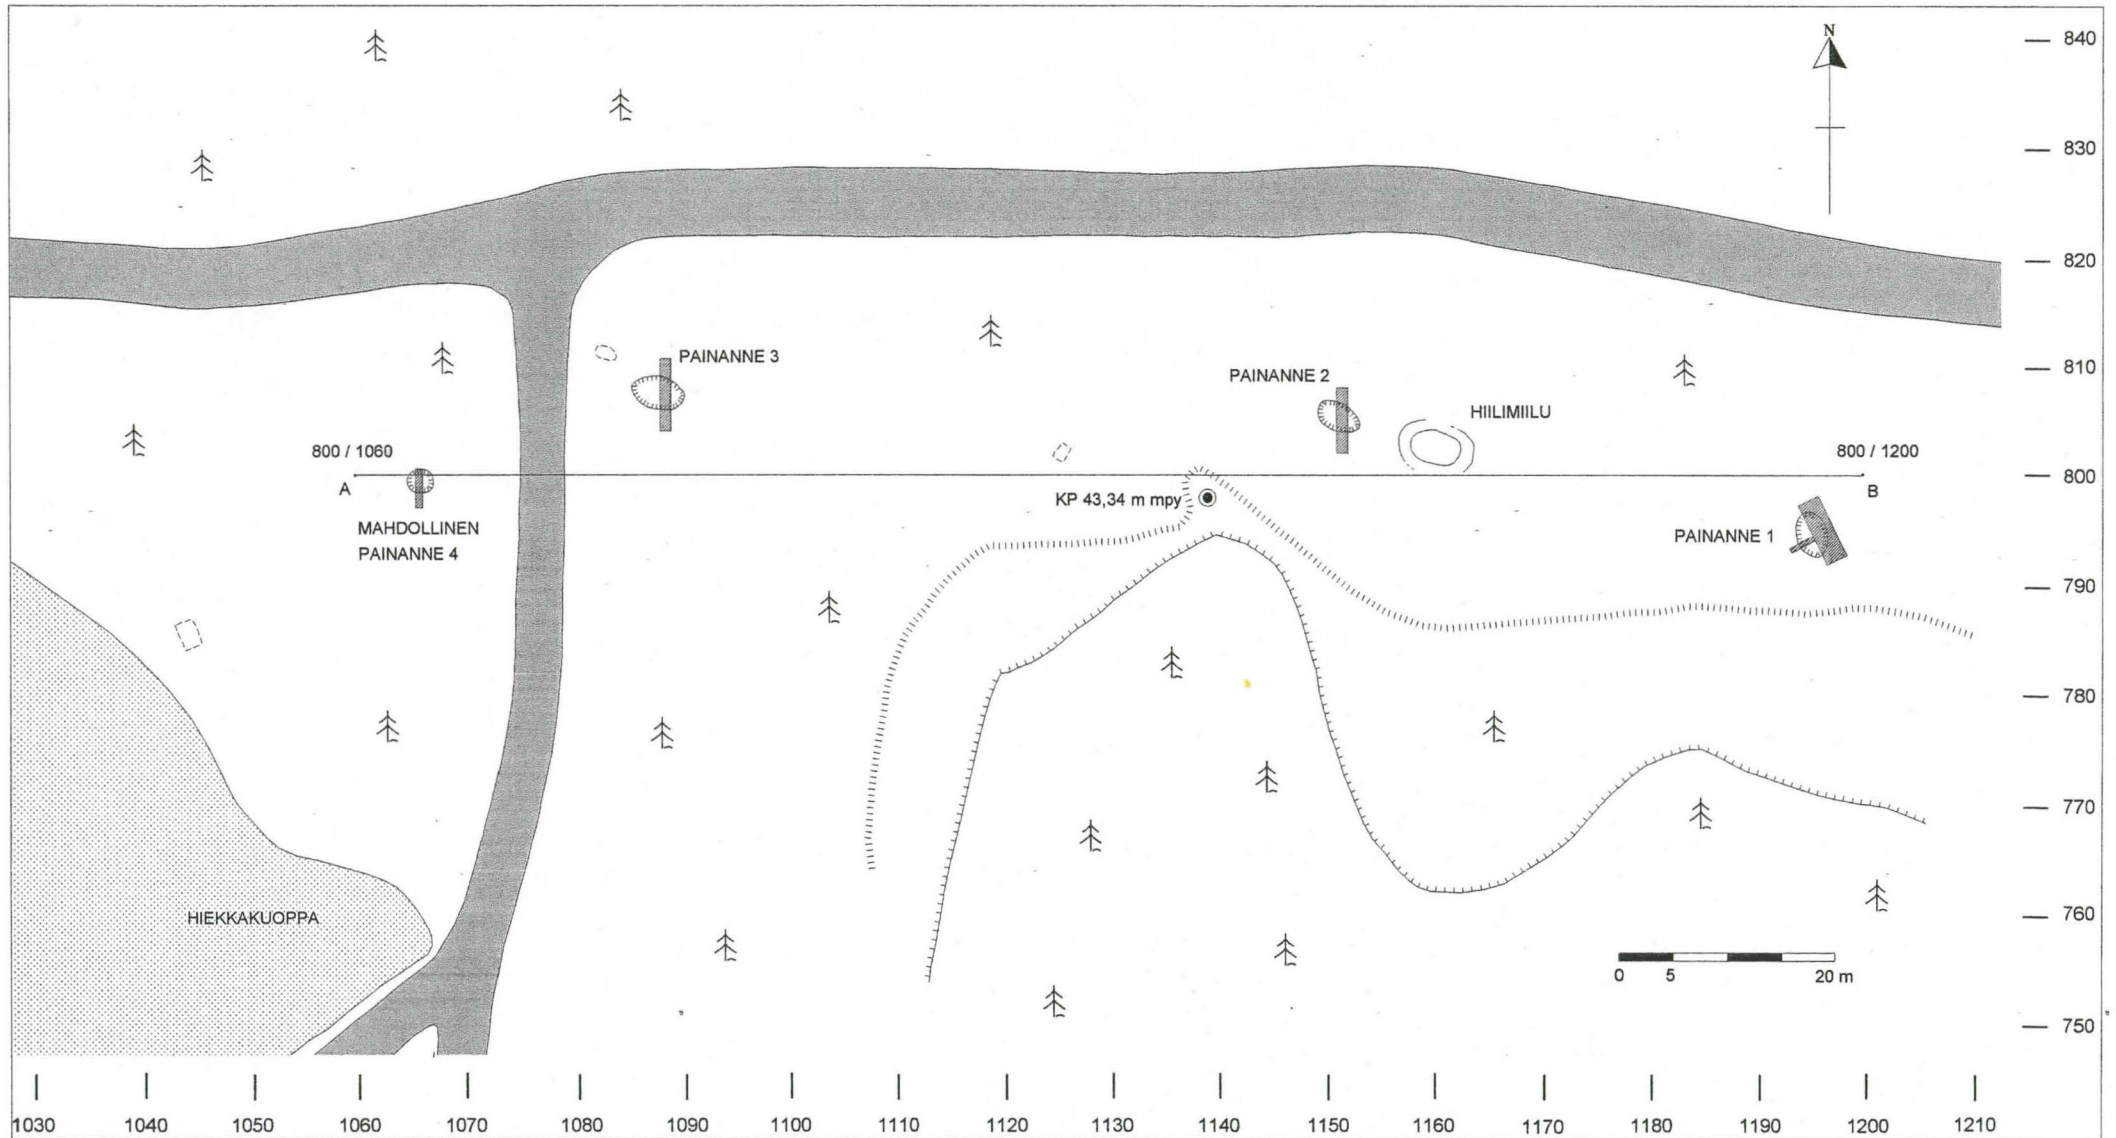 N
840
830
820
810
800
790
780
770
760
750
PAINANNE 3
PAINANNE 2
HIILIMIILU
800 / 1060
800 / 1200
A
B
KP 43,34 m mpy
MAHDOLLINEN
PAINANNE 4
PAINANNE 1
HIEKKAKUOPPA
0 5 20 m
1030 1040 1050 1060 1070 1080 1090 1100 1110 1120 1130 1140 1150 1160 1170 1180 1190 1200 1210